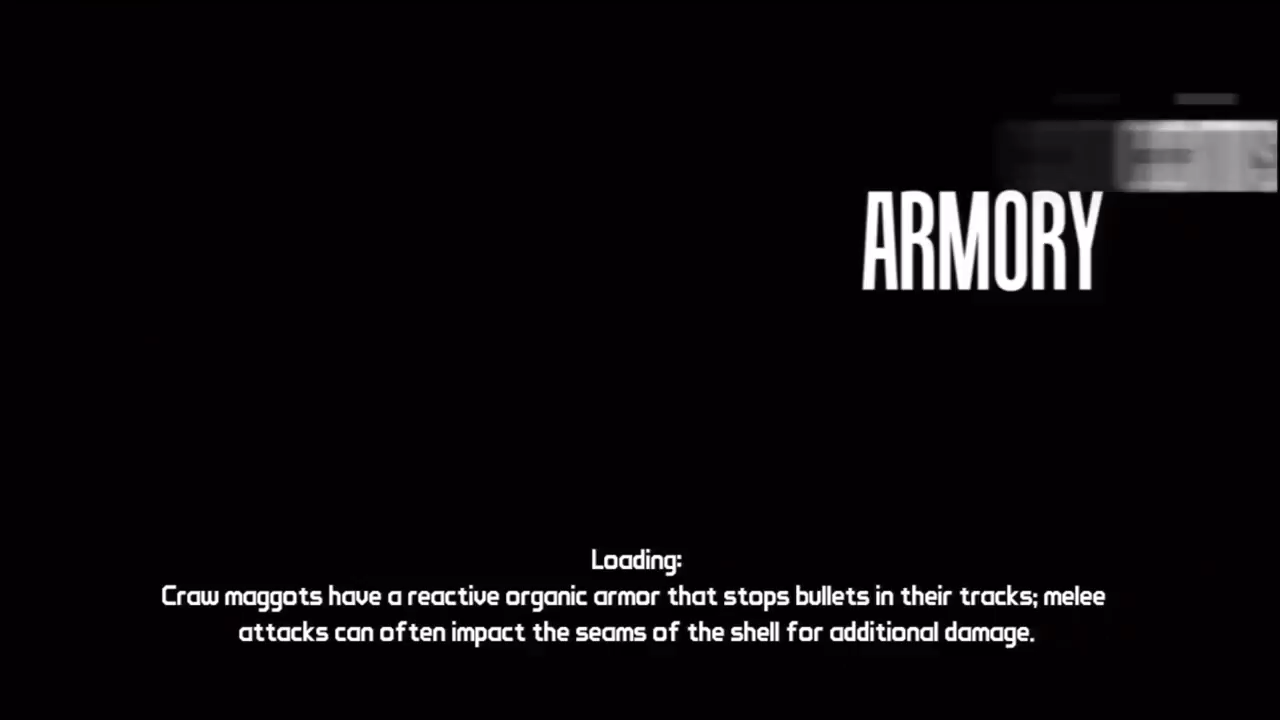 ARMORY
Loading:
Craw maggots have a reactive organic armor that stops bullets in their tracks; melee
attacks can often impact the seams of the shell for additional damage.